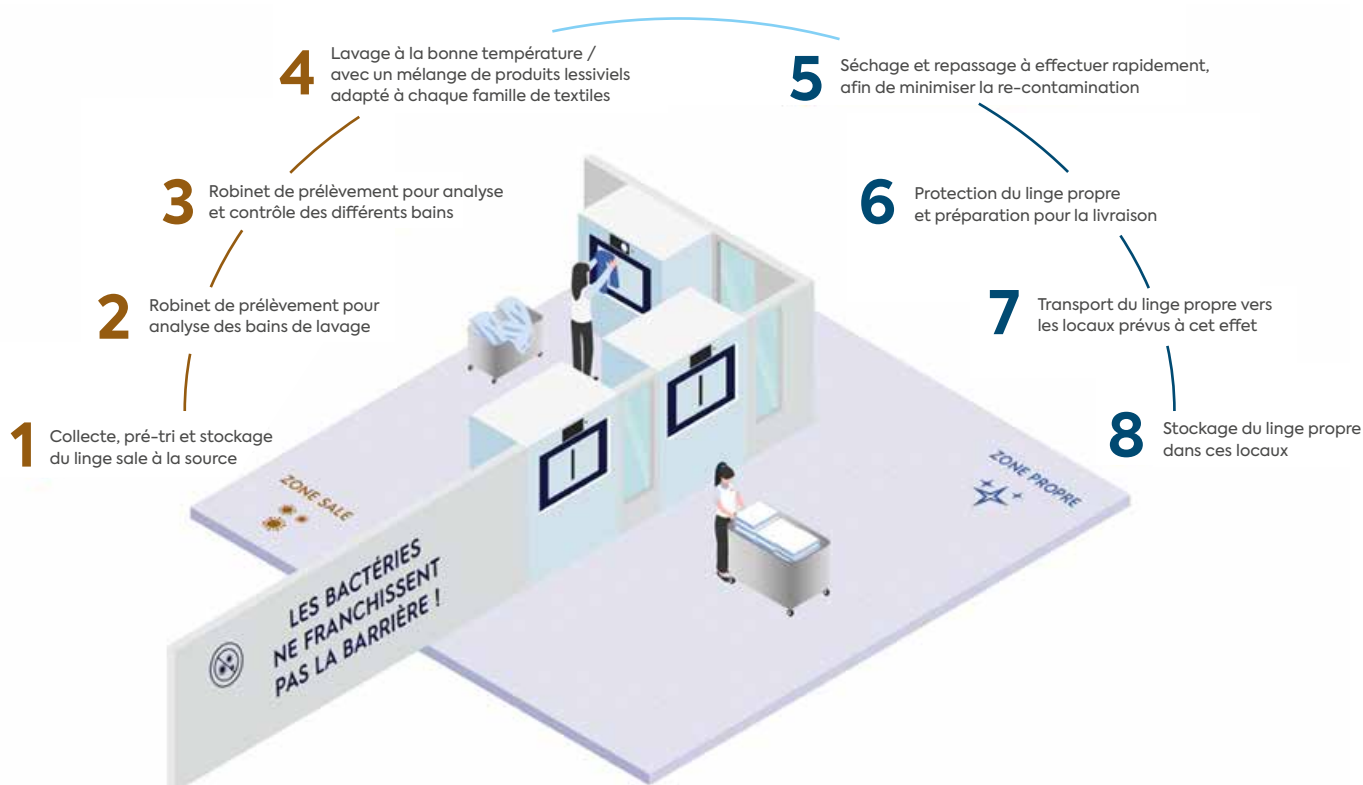 4
Lavage à la bonne température /
avec un mélange de produits lessiviels
adapté à chaque famille de textiles
5
Séchage et repassage à effectuer rapidement,
afin de minimiser la re-contamination
3
Robinet de prélèvement pour analyse
et contrôle des différents bains
6
Protection du linge propre
et préparation pour la livraison
2
Robinet de prélèvement pour
analyse des bains de lavage
7
Transport du linge propre vers
les locaux prévus à cet effet
1
Collecte, pré-tri et stockage
du linge sale à la source
8
Stockage du linge propre
dans ces locaux
ZONE SALE
ZONE PROPRE
LES BACTÉRIES
NE FRANCHISSENT
PAS LA BARRIÈRE !